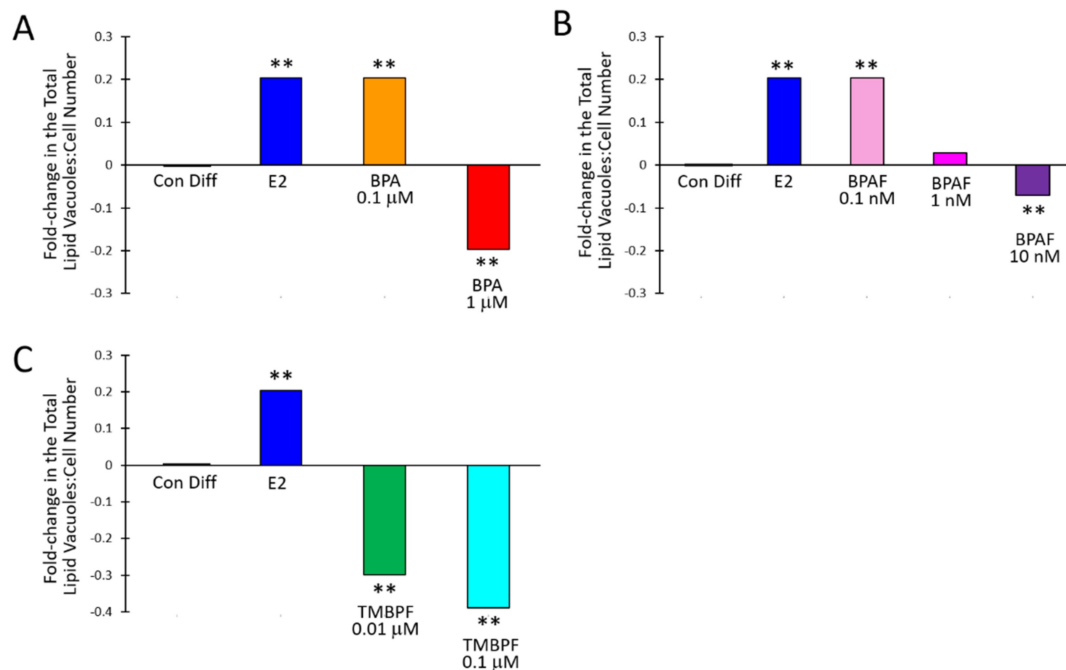 A
Fold-change in the Total
Lipid Vacuoles:Cell Number
0.3
0.2
0.1
0
-0.1
-0.2
-0.3
**
**
Con Diff
E2
BPA
0.1 μM
**
BPA
1 μM
B
Fold-change in the Total
Lipid Vacuoles:Cell Number
0.3
0.2
0.1
0
-0.1
-0.2
-0.3
**
**
Con Diff
E2
BPAF
0.1 nM
BPAF
1 nM
**
BPAF
10 nM
C
Fold-change in the Total
Lipid Vacuoles:Cell Number
0.3
0.2
0.1
0
-0.1
-0.2
-0.3
-0.4
**
Con Diff
E2
**
TMBPF
0.01 μM
**
TMBPF
0.1 μM